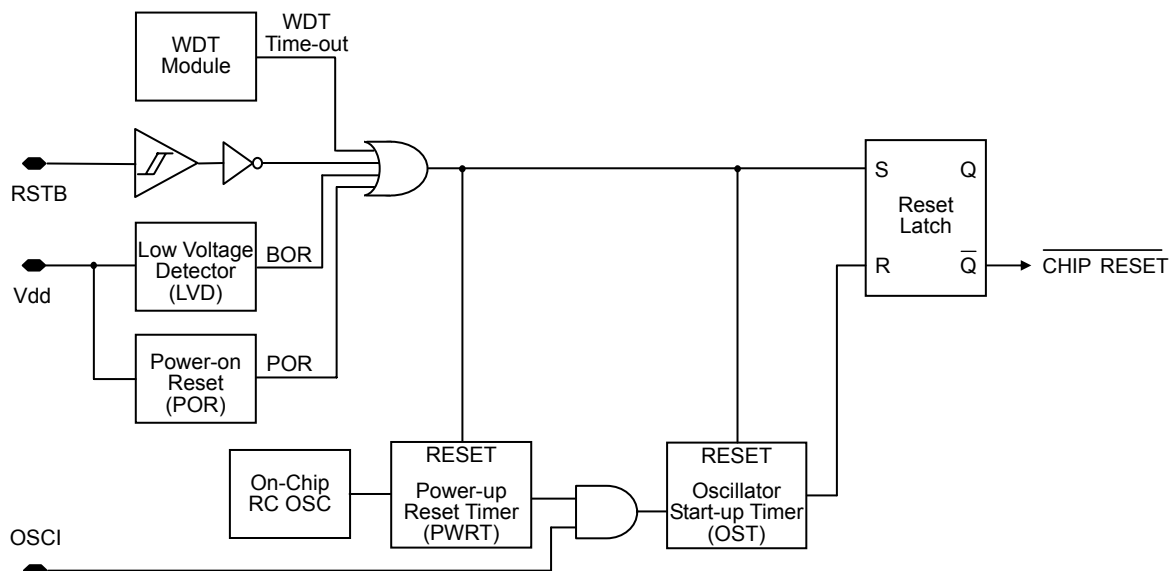 WDT
Time-out
WDT
Module
RSTB
Low Voltage
Detector
(LVD)
BOR
Vdd
Power-on
Reset
(POR)
POR
S
Q
Reset
Latch
R
Q̅
CHIP RESET
On-Chip
RC OSC
RESET
Power-up
Reset Timer
(PWRT)
RESET
Oscillator
Start-up Timer
(OST)
OSCI